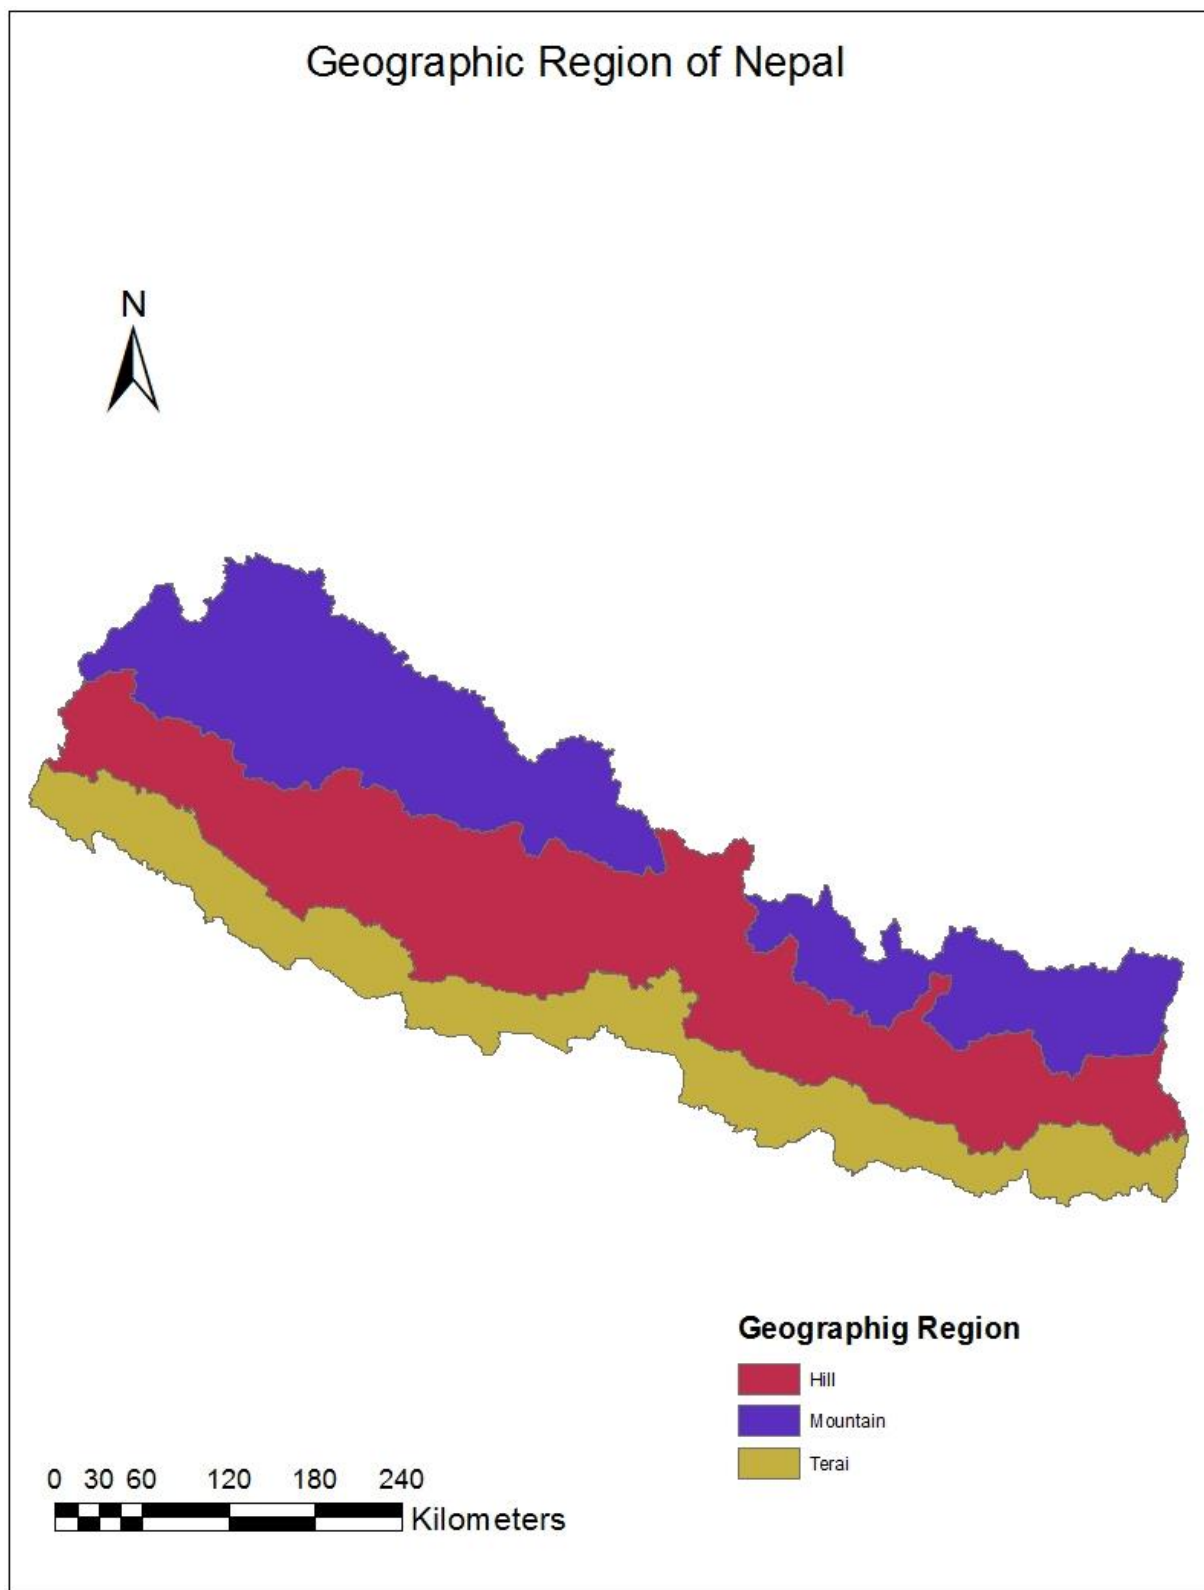 Geographic Region of Nepal
N
Geographig Region
Hill
Mountain
Terai
0 30 60 120 180 240
Kilometers